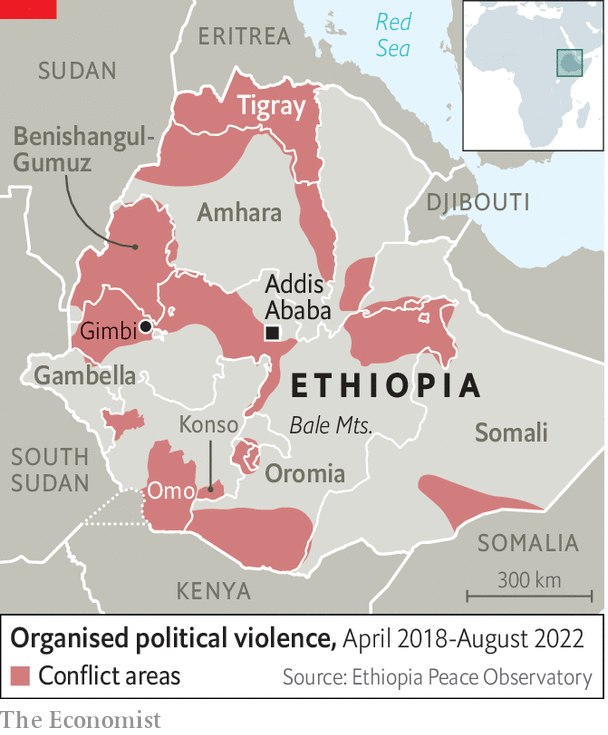 Red
Sea
ERITREA
SUDAN
Tigray
Benishangul-
Gumuz
DJIBOUTI
Amhara
Addis
Ababa
Gimbi
ETHIOPIA
Gambella
Konso
Bale Mts.
Somali
SOUTH
SUDAN
Oromia
Omo
SOMALIA
KENYA
300 km
Organised political violence, April 2018-August 2022
Conflict areas
Source: Ethiopia Peace Observatory
The Economist